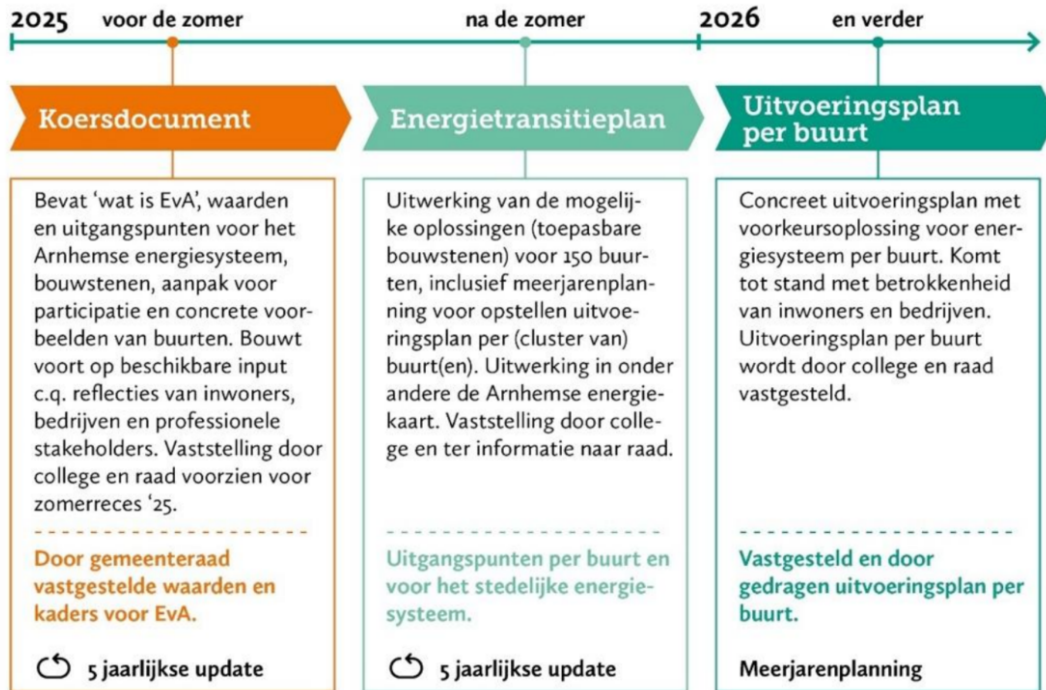 2025 voor de zomer na de zomer 2026 en verder
Koersdocument
Bevat ‘wat is EvA’, waarden
en uitgangspunten voor het
Arnhemse energiesysteem,
bouwstenen, aanpak voor
participatie en concrete voor-
beelden van buurten. Bouwt
voort op beschikbare input
c.q. reflecties van inwoners,
bedrijven en professionele
stakeholders. Vaststelling door
college en raad voorzien voor
zomerreces ‘25.
Door gemeenteraad
vastgestelde waarden en
kaders voor EvA.
5 jaarlijkse update
Energietransitieplan
Uitwerking van de mogelij-
ke oplossingen (toepasbare
bouwstenen) voor 150 buur-
ten, inclusief meerjarenplan-
ning voor opstellen uitvoe-
ringsplan per (cluster van)
buurt(en). Uitwerking in onder
andere de Arnhemse energie-
kaart. Vaststelling door colle-
ge en ter informatie naar raad.
Uitgangspunten per buurt en
voor het stedelijke energie-
systeem.
5 jaarlijkse update
Uitvoeringsplan
per buurt
Concreet uitvoeringsplan met
voorkeursoplossing voor ener-
giesysteem per buurt. Komt
tot stand met betrokkenheid
van inwoners en bedrijven.
Uitvoeringsplan per buurt
wordt door college en raad
vastgesteld.
Vastgesteld en door
gedragen uitvoeringsplan per
buurt.
Meerjarenplanning